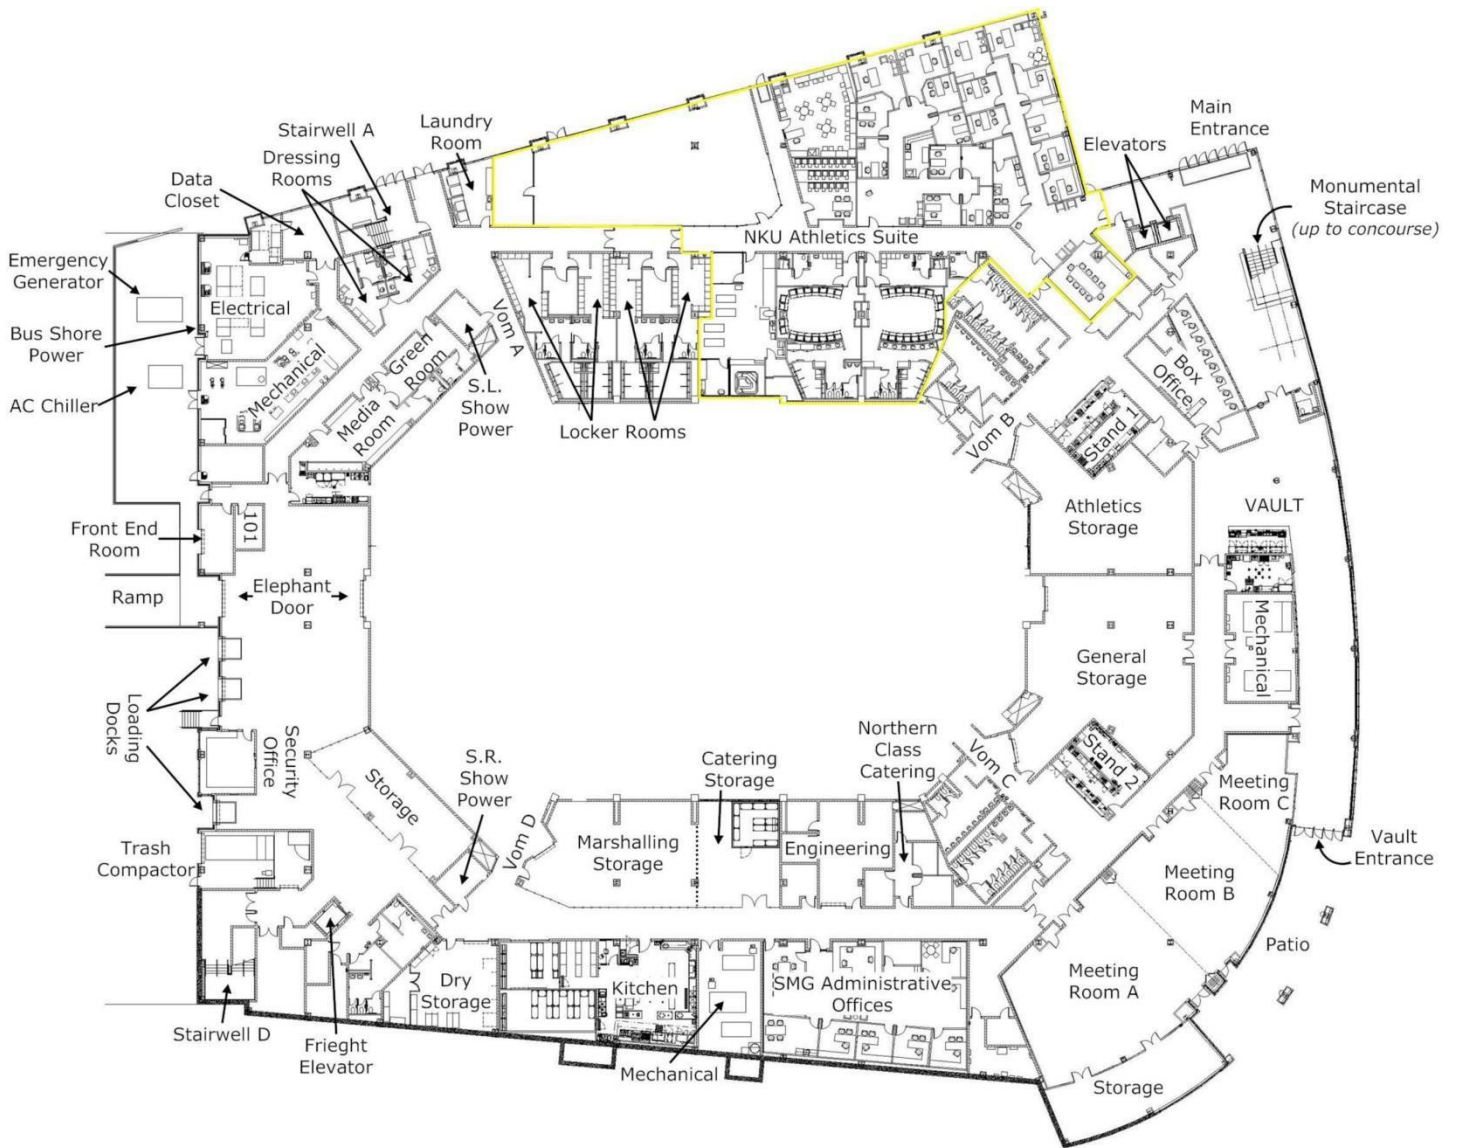 Stairwell A
Laundry
Room
Dressing
Rooms
Data
Closet
Main
Entrance
Elevators
Monumental
Staircase
(up to concourse)
NKU Athletics Suite
Emergency
Generator
Electrical
Bus Shore
Power
AC Chiller
Mechanical
Green
Room
Media
Room
Vom A
S.L.
Show
Power
Locker Rooms
Box
Office
Stand 1
Vom B
Athletics
Storage
VAULT
Front End
Room
101
Elephant
Door
Ramp
Mechanical
General
Storage
Loading
Docks
Security
Office
Storage
S.R.
Show
Power
Catering
Storage
Northern
Class
Catering
Vom C
Stand 2
Meeting
Room C
Trash
Compactor
Vom D
Marshalling
Storage
Engineering
Meeting
Room B
Vault
Entrance
Patio
Meeting
Room A
Dry
Storage
Kitchen
SMG Administrative
Offices
Stairwell D
Frieght
Elevator
Mechanical
Storage